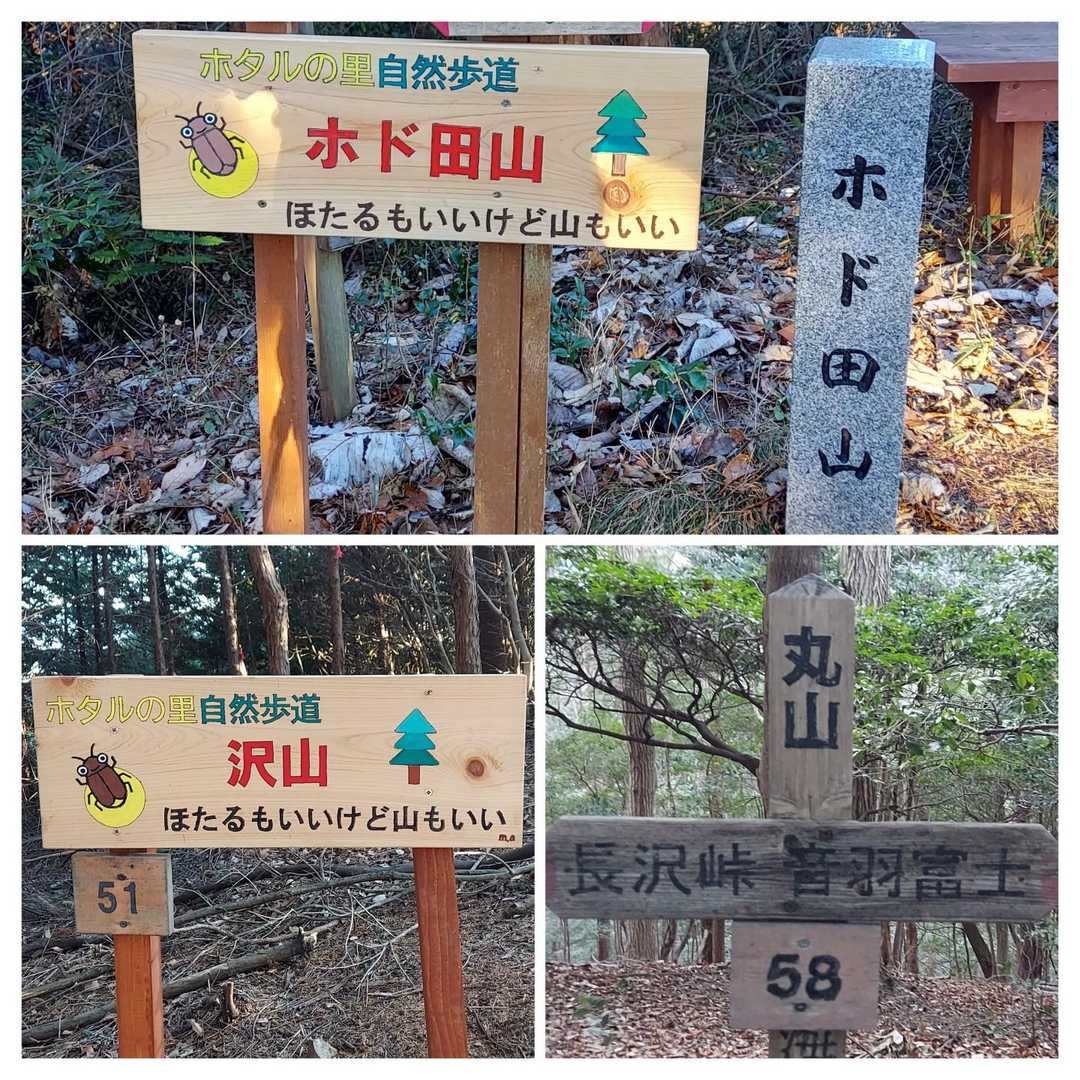 ホタルの里自然歩道
ホド田山
ほたるもいいけど山もいい
ホド田山
ホタルの里自然歩道
沢山
ほたるもいいけど山もいい
m.a
51
丸山
長沢峠 音羽富士
58